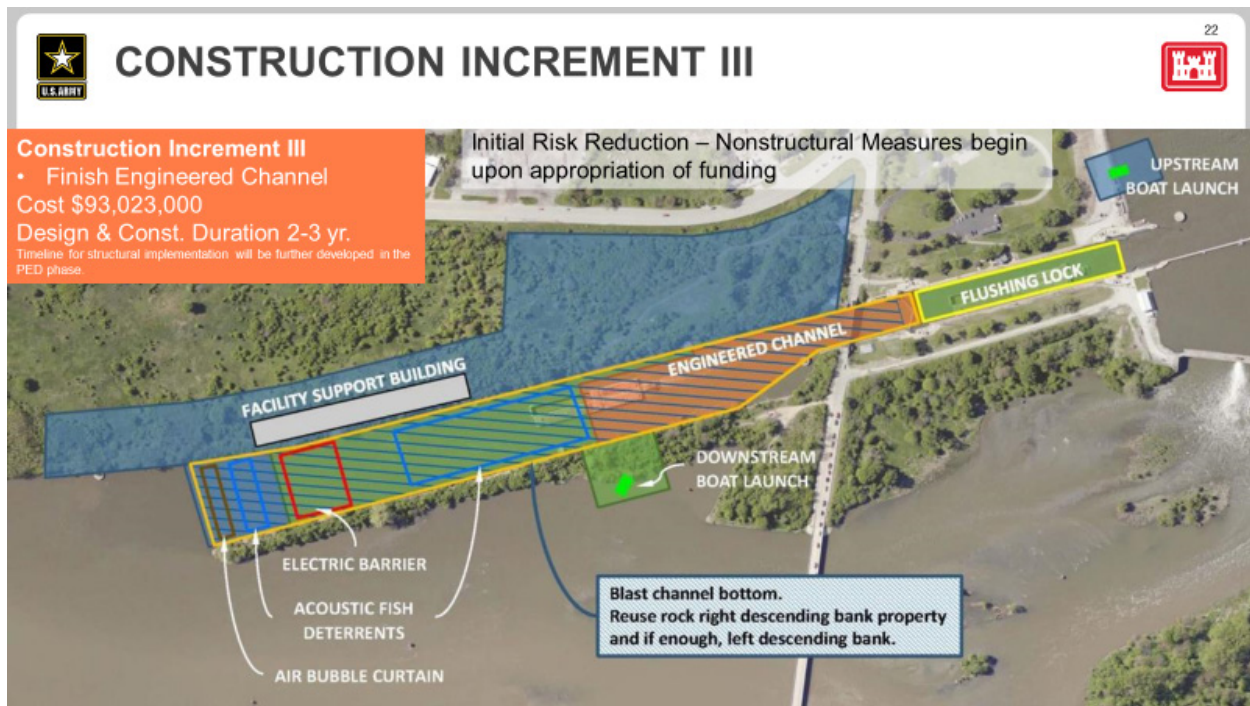 22
U.S.ARMY
CONSTRUCTION INCREMENT III
Construction Increment III
• Finish Engineered Channel
Cost $93,023,000
Design & Const. Duration 2-3 yr.
Timeline for structural implementation will be further developed in the
PED phase.
Initial Risk Reduction – Nonstructural Measures begin
upon appropriation of funding
UPSTREAM
BOAT LAUNCH
FLUSHING LOCK
ENGINEERED CHANNEL
FACILITY SUPPORT BUILDING
DOWNSTREAM
BOAT LAUNCH
ELECTRIC BARRIER
ACOUSTIC FISH
DETERRENTS
AIR BUBBLE CURTAIN
Blast channel bottom.
Reuse rock right descending bank property
and if enough, left descending bank.